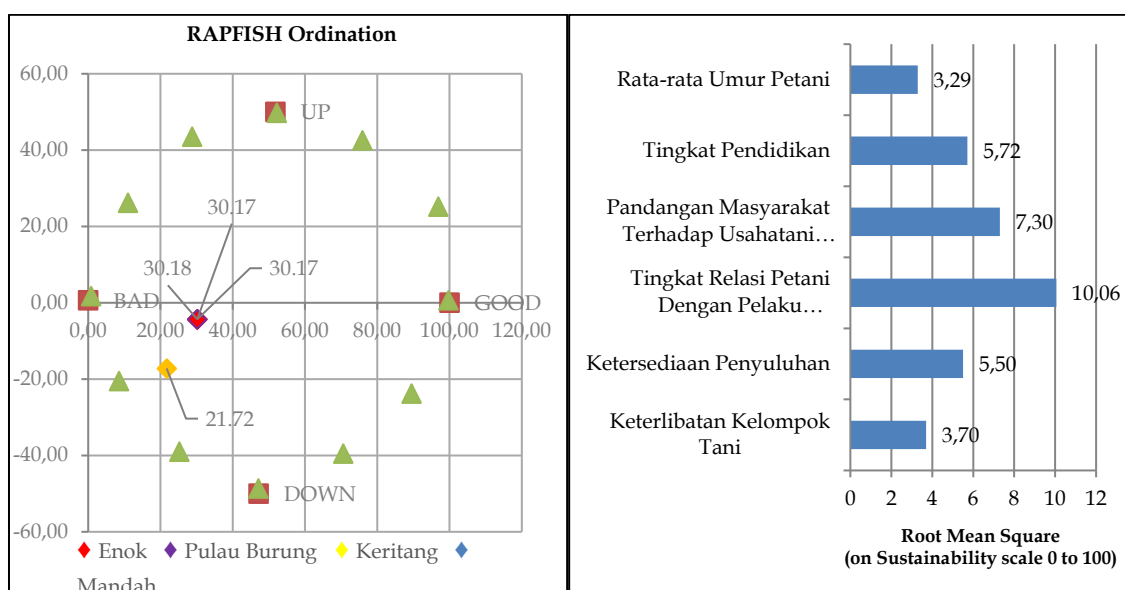 RAPFISH Ordination
60,00
UP
40,00
30.17
20,00
30.18
30.17
0,00
BAD
GOOD
0,00 20,00 40,00 60,00 80,00 100,00 120,00
-20,00
21.72
-40,00
DOWN
-60,00
Enok Pulau Burung Keritang
Mandah
Rata-rata Umur Petani
3,29
Tingkat Pendidikan
5,72
Pandangan Masyarakat
Terhadap Usahatani…
7,30
Tingkat Relasi Petani
Dengan Pelaku…
10,06
Ketersediaan Penyuluhan
5,50
Keterlibatan Kelompok
Tani
3,70
0 2 4 6 8 10 12
Root Mean Square
(on Sustainability scale 0 to 100)